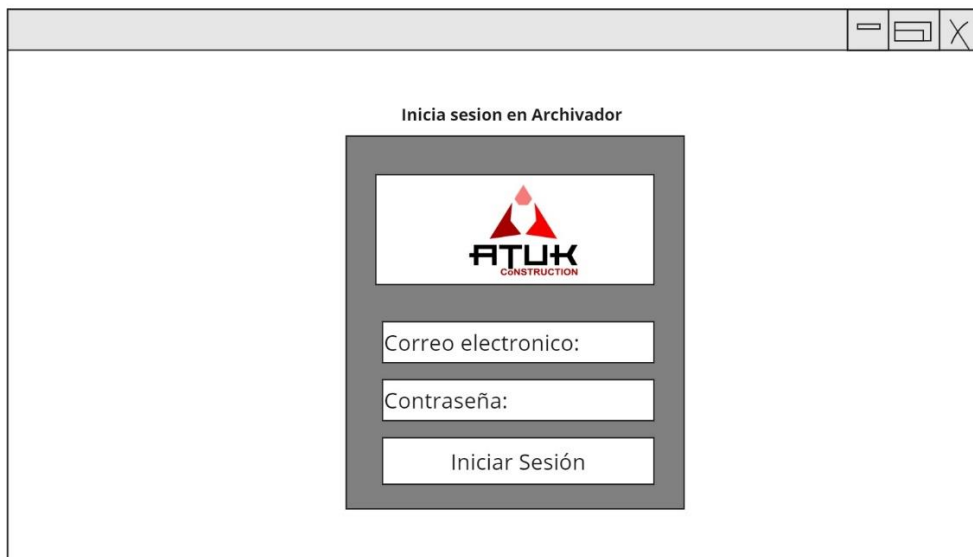 Inicia sesion en Archivador
ATUK
CoNSTRUCTION
Correo electronico:
Contraseña:
Iniciar Sesión